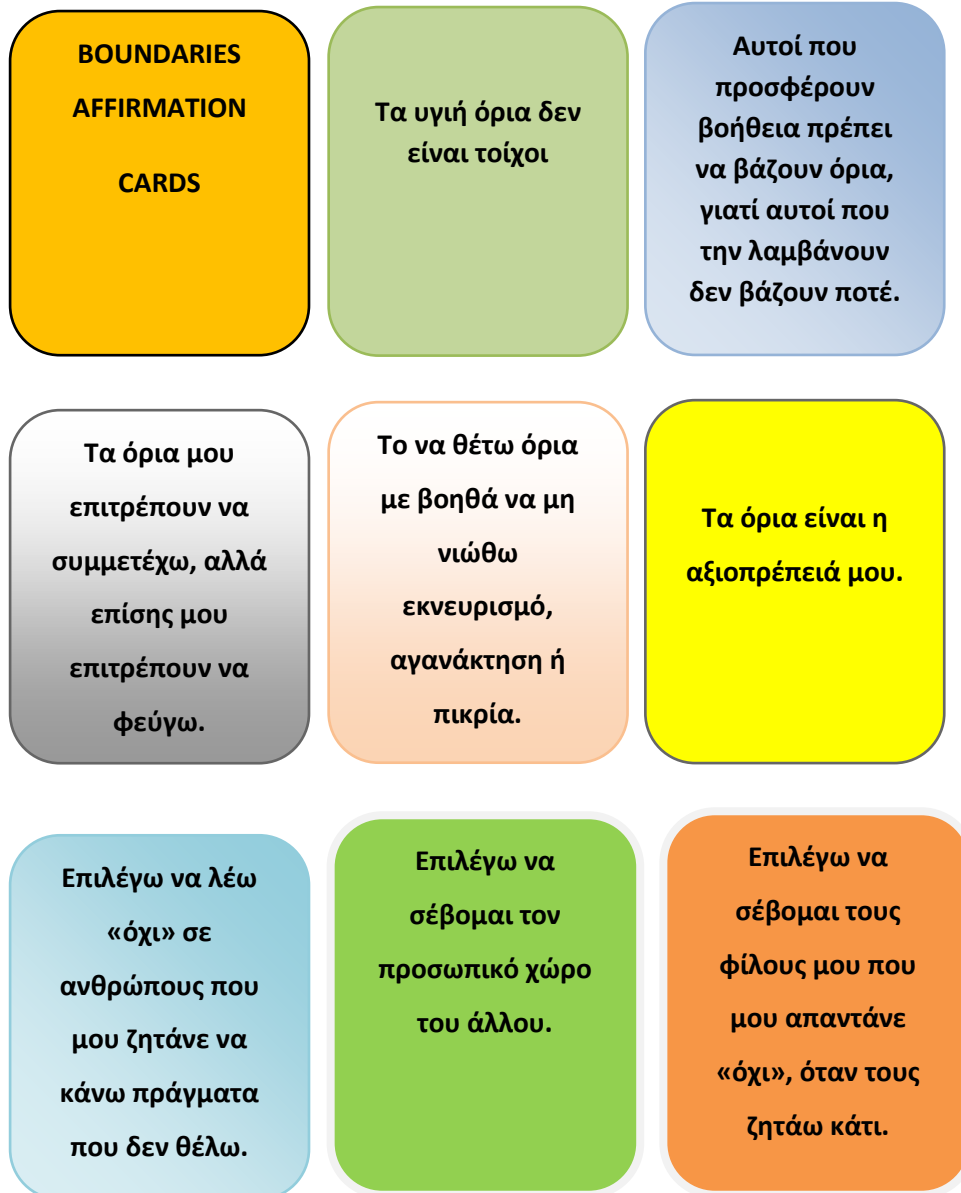 BOUNDARIES
AFFIRMATION
CARDS
Τα υγιή όρια δεν
είναι τοίχοι
Αυτοί που
προσφέρουν
βοήθεια πρέπει
να βάζουν όρια,
γιατί αυτοί που
την λαμβάνουν
δεν βάζουν ποτέ.
Τα όρια μου
επιτρέπουν να
συμμετέχω, αλλά
επίσης μου
επιτρέπουν να
φεύγω.
Το να θέτω όρια
με βοηθά να μη
νιώθω
εκνευρισμό,
αγανάκτηση ή
πικρία.
Τα όρια είναι η
αξιοπρέπειά μου.
Επιλέγω να λέω
«όχι» σε
ανθρώπους που
μου ζητάνε να
κάνω πράγματα
που δεν θέλω.
Επιλέγω να
σέβομαι τον
προσωπικό χώρο
του άλλου.
Επιλέγω να
σέβομαι τους
φίλους μου που
μου απαντάνε
«όχι», όταν τους
ζητάω κάτι.